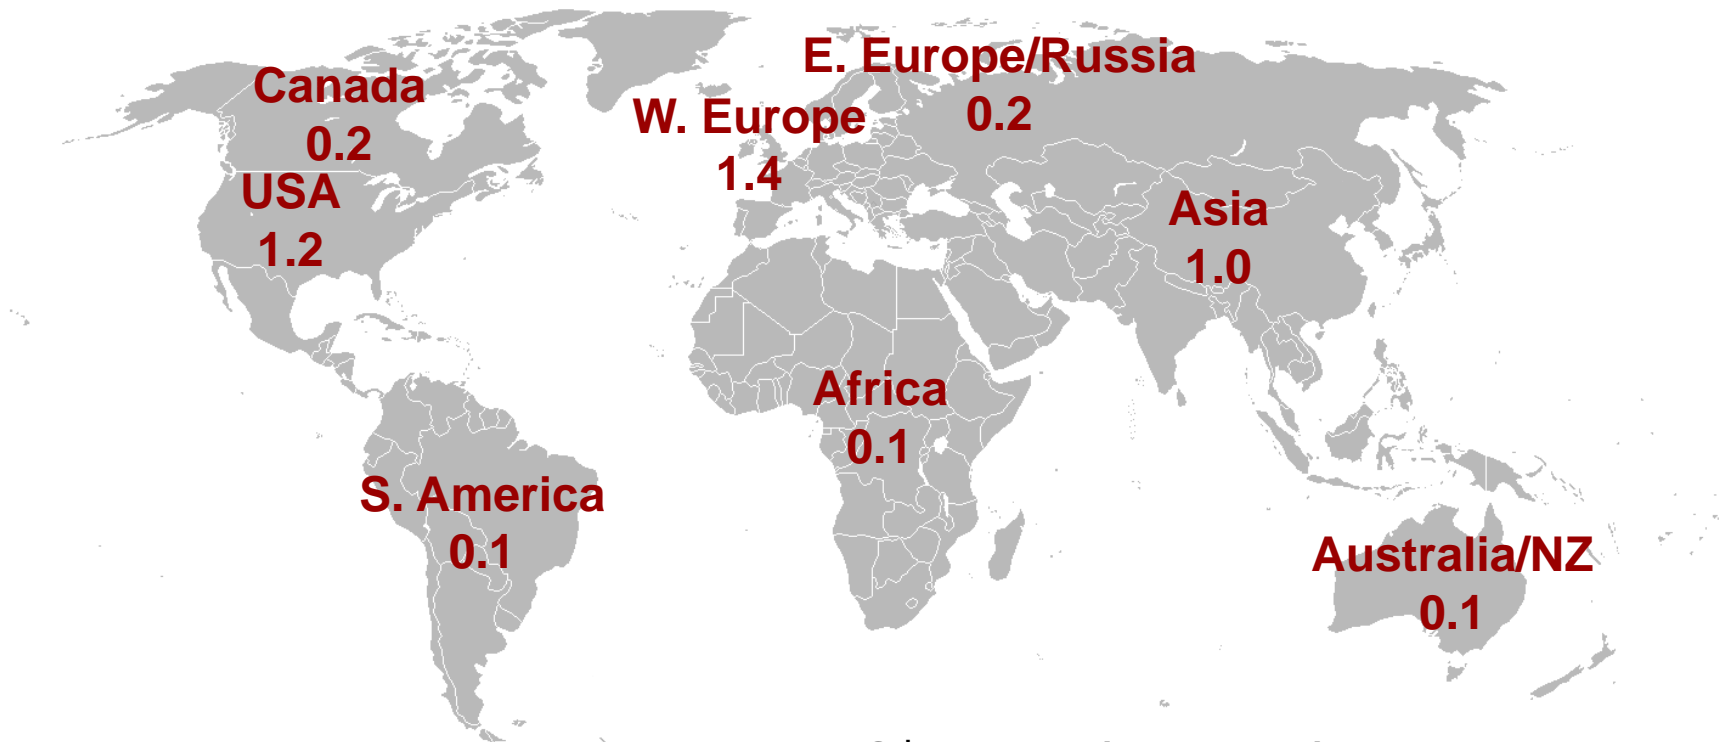 Canada
0.2
USA
1.2
E. Europe/Russia
0.2
W. Europe
1.4
Asia
1.0
Africa
0.1
S. America
0.1
Australia/NZ
0.1